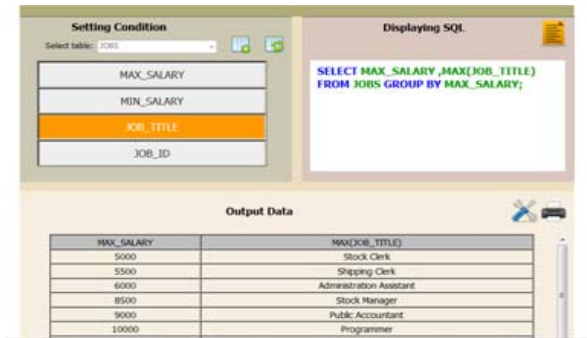 Setting Condition
Select table: JOBS
MAX_SALARY
MIN_SALARY
JOB_TITLE
JOB_ID
Displaying SQL
SELECT MAX_SALARY ,MAX(JOB_TITLE)
FROM JOBS GROUP BY MAX_SALARY;
Output Data
MAX_SALARY MAX(JOB_TITLE)
5000 Stock Clerk
5500 Shipping Clerk
6000 Administration Assistant
8500 Stock Manager
9000 Public Accountant
10000 Programmer